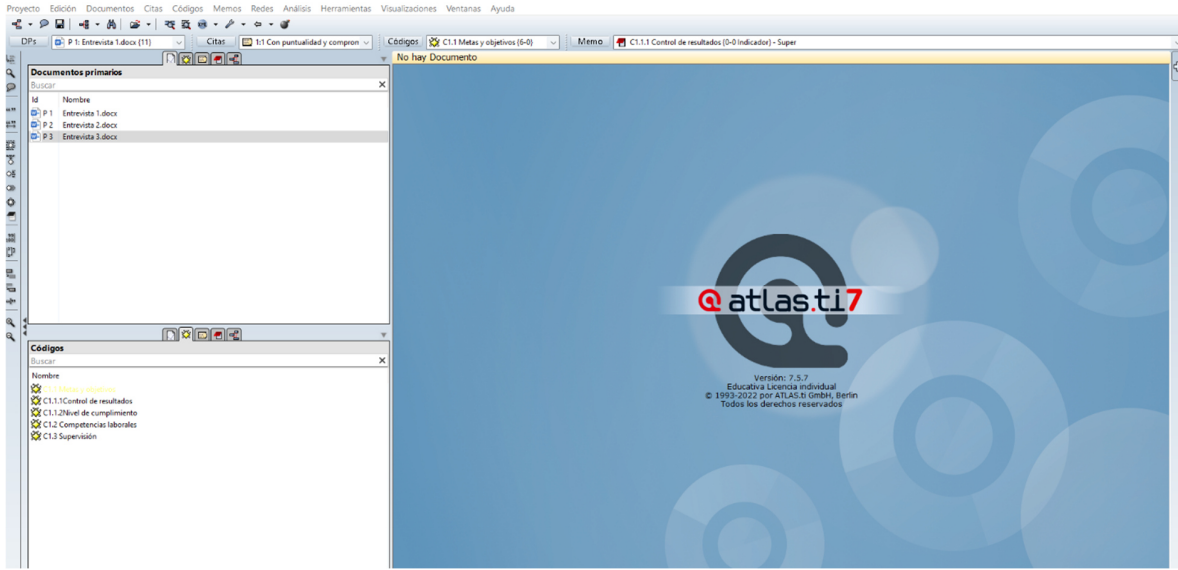 Proyecto Edición Documentos Citas Códigos Memos Redes Análisis Herramientas Visualizaciones Ventanas Ayuda
DPs P 1: Entrevista 1.docx {11} Citas 1:1 Con puntualidad y compron Códigos C1.1 Metas y objetivos {6-0} Memo C1.1.1 Control de resultados {0-0 Indicador} - Super
No hay Documento
Documentos primarios
Buscar
Id Nombre
P 1 Entrevista 1.docx
P 2 Entrevista 2.docx
P 3 Entrevista 3.docx
atlas.ti7
Versión: 7.5.7
Educativa Licencia individual
© 1993-2022 por ATLAS.ti GmbH, Berlin
Todos los derechos reservados
Códigos
Buscar
Nombre
C1.1.1Control de resultados
C1.1.2Nivel de cumplimiento
C1.2 Competencias laborales
C1.3 Supervisión